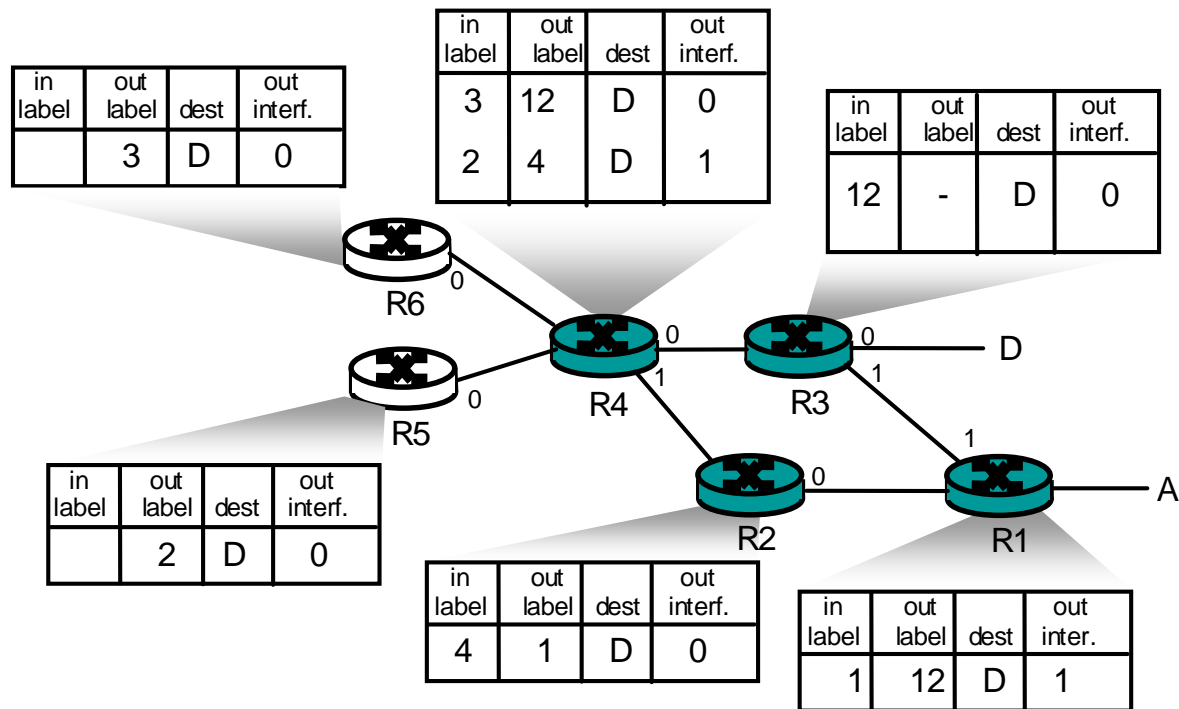 in out out
label label dest interf.
3 12 D 0
2 4 D 1
in out out
label label dest interf.
3 D 0
in out out
label label dest interf.
12 - D 0
R6
0
R5
0
R4
0
1
R3
0
1
D
R2
0
R1
1
A
in out out
label label dest interf.
2 D 0
in out out
label label dest interf.
4 1 D 0
in out out
label label dest inter.
1 12 D 1